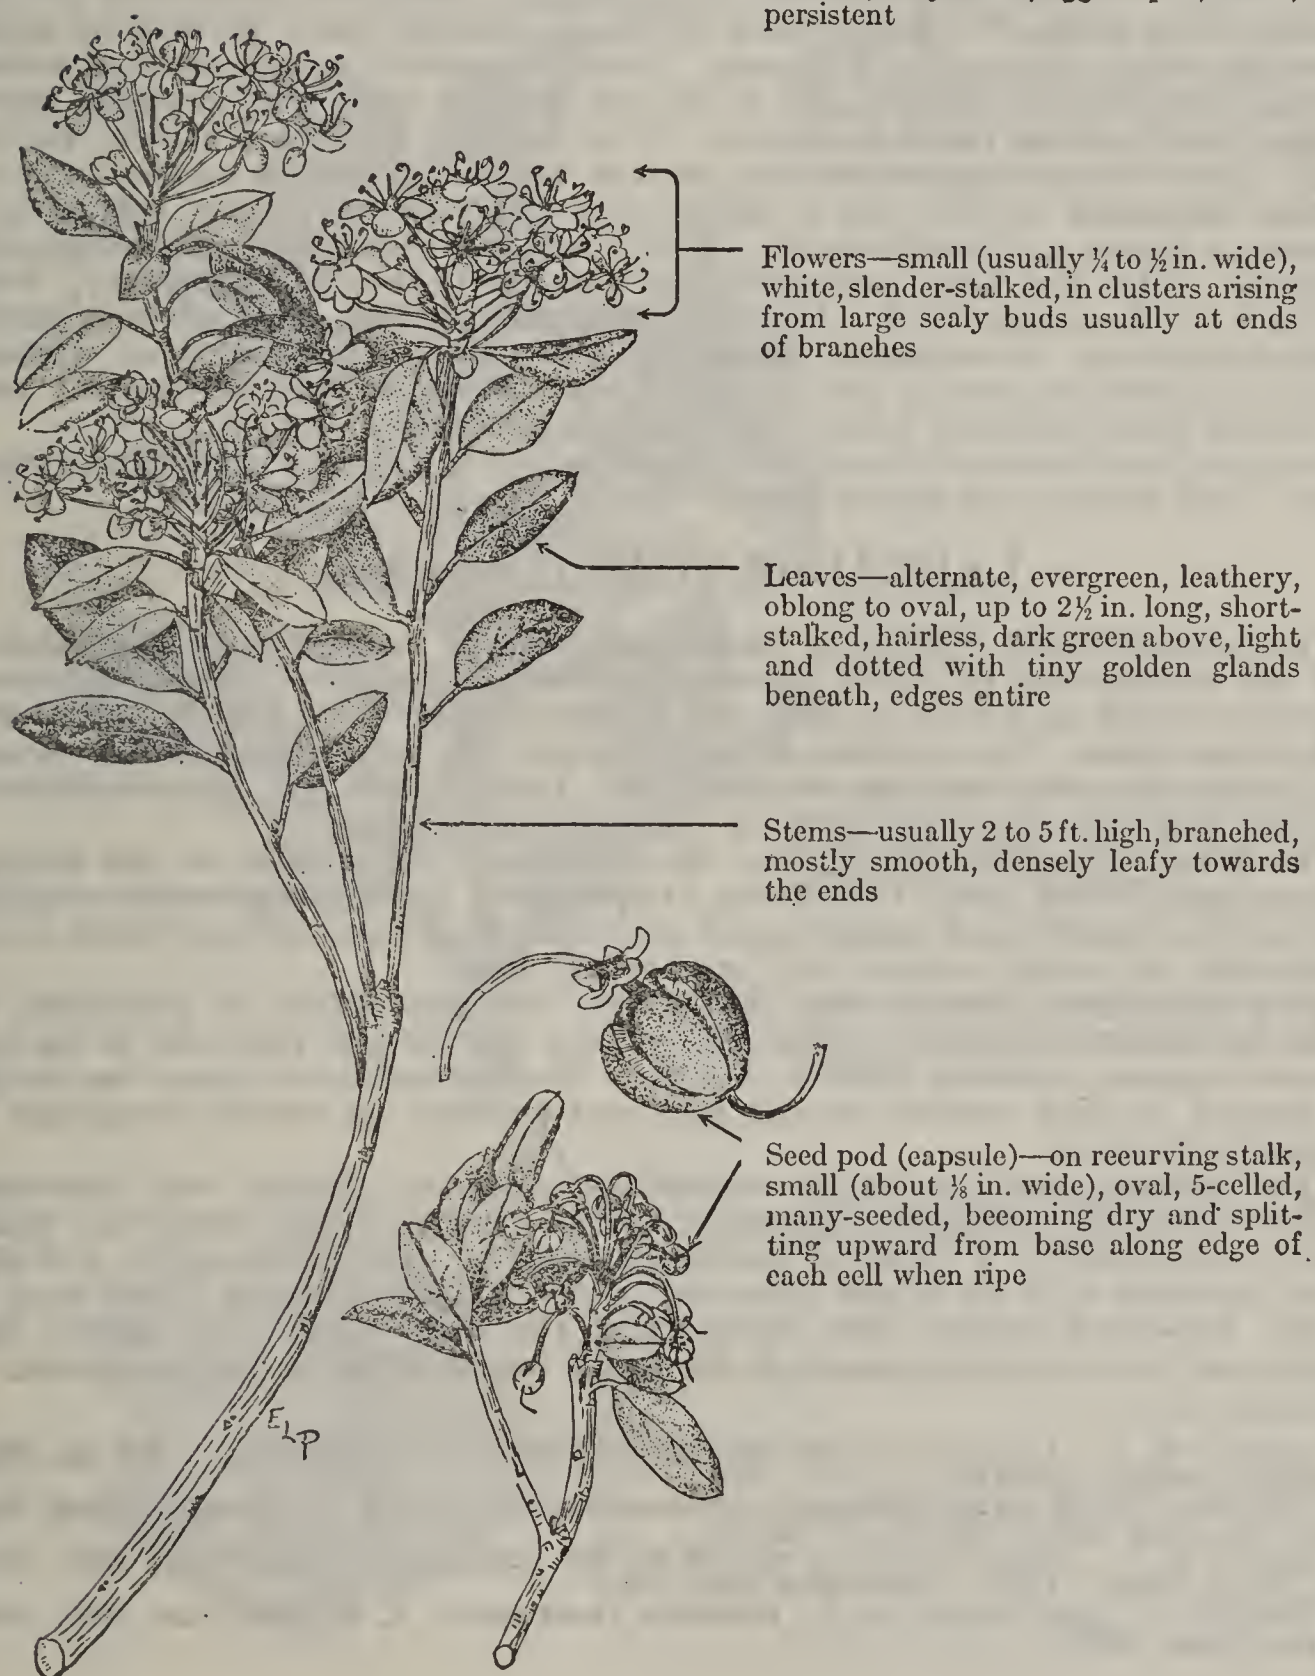 persistent
Flowers—small (usually ¼ to ½ in. wide),
white, slender-stalked, in clusters arising
from large scaly buds usually at ends
of branches
Leaves—alternate, evergreen, leathery,
oblong to oval, up to 2½ in. long, short-
stalked, hairless, dark green above, light
and dotted with tiny golden glands
beneath, edges entire
Stems—usually 2 to 5 ft. high, branched,
mostly smooth, densely leafy towards
the ends
Seed pod (capsule)—on recurving stalk,
small (about ⅛ in. wide), oval, 5-celled,
many-seeded, becoming dry and split-
ting upward from base along edge of
each cell when ripe
ELP